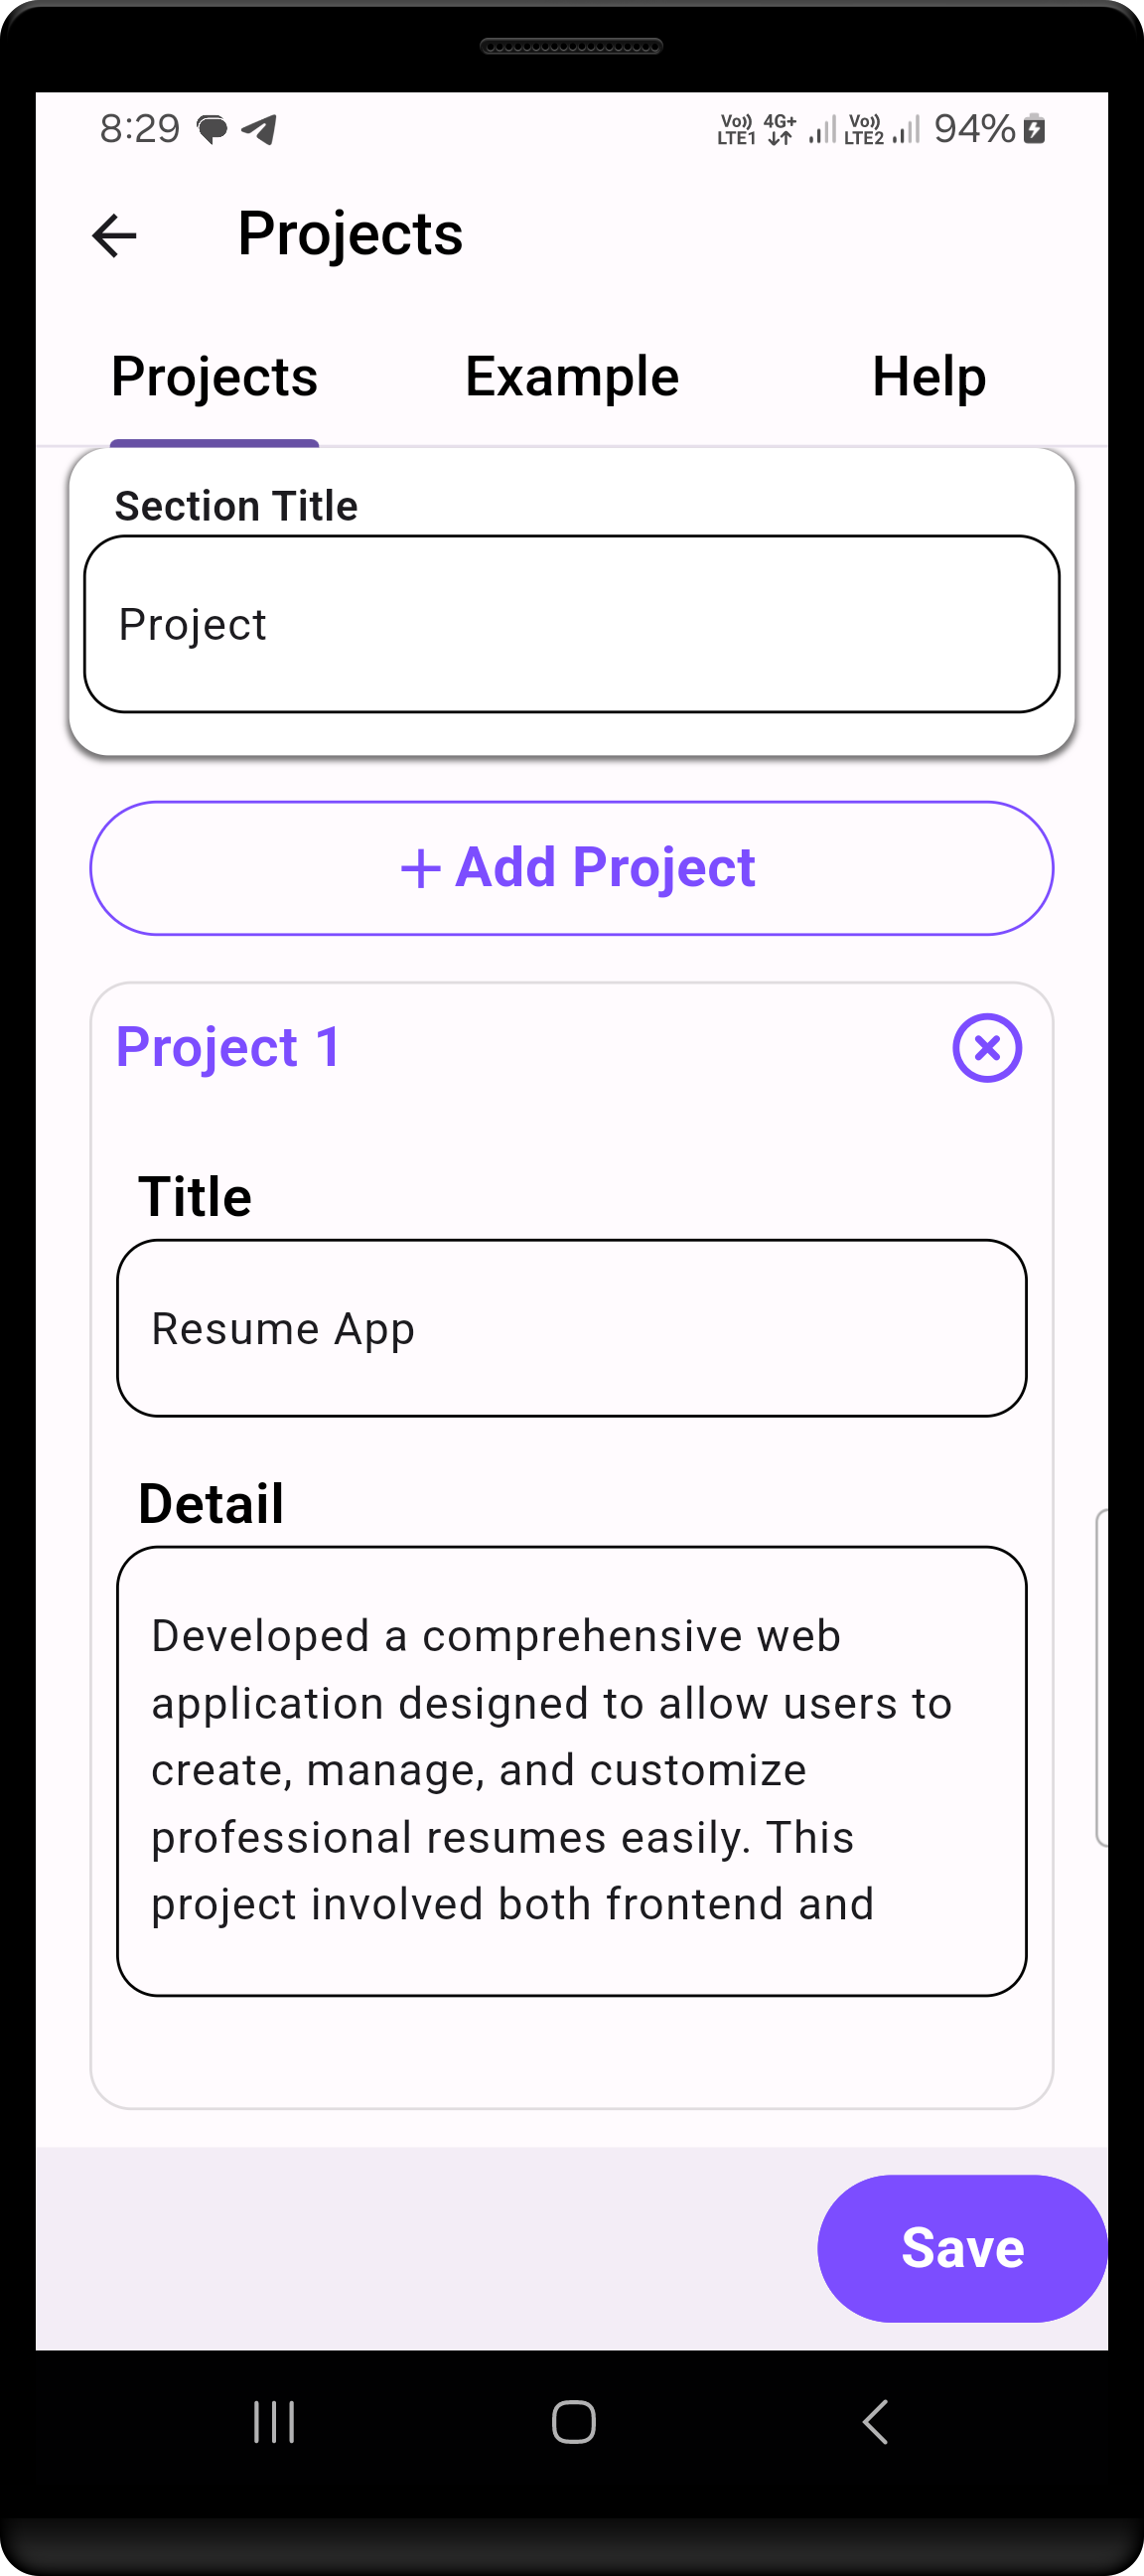 8:29 Vo)) LTE1 4G+ Vo)) LTE2 94%
Projects
Projects Example Help
Section Title
Project
+ Add Project
Project 1
Title
Resume App
Detail
Developed a comprehensive web
application designed to allow users to
create, manage, and customize
professional resumes easily. This
project involved both frontend and
Save